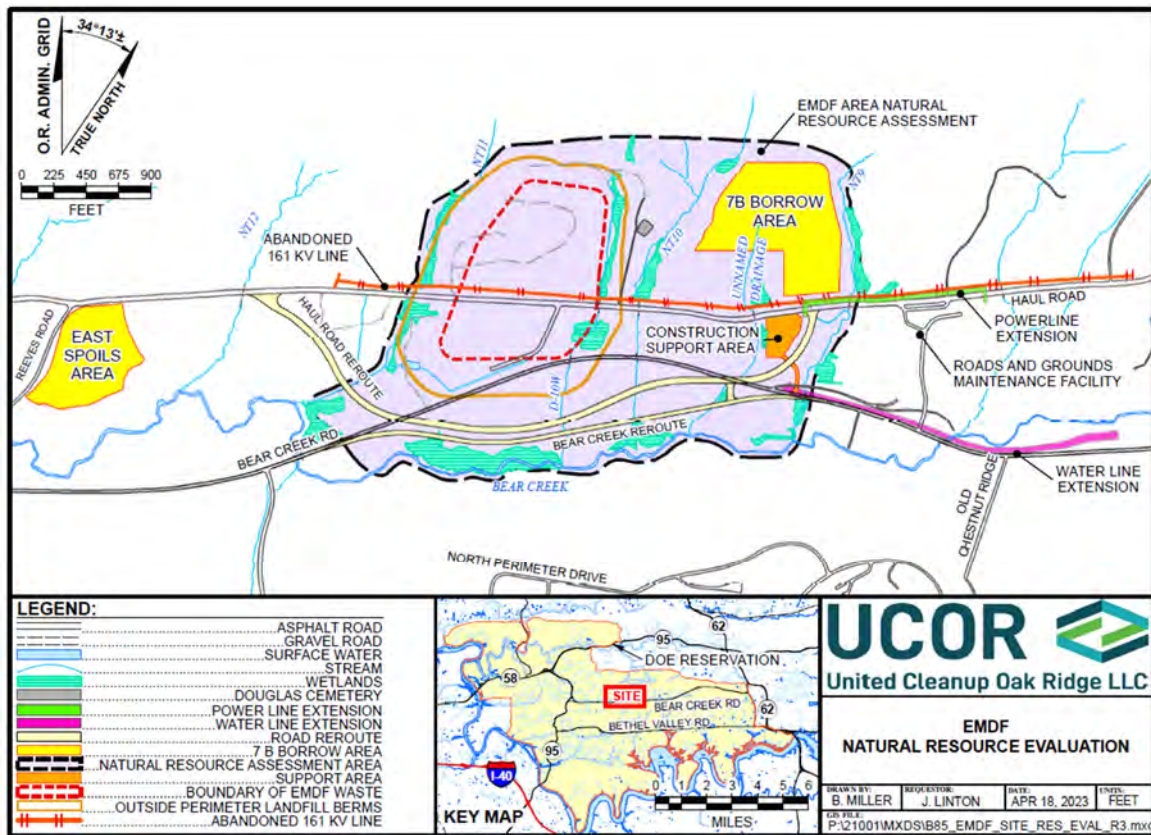 O.R. ADMIN. GRID
34°13'±
TRUE NORTH
0 225 450 675 900
FEET
EMDF AREA NATURAL
RESOURCE ASSESSMENT
NT11
NT12
NT9
NT10
7B BORROW
AREA
ABANDONED
161 KV LINE
UNNAMED
DRAINAGE
HAUL ROAD
REEVES ROAD
EAST
SPOILS
AREA
HAUL ROAD REROUTE
CONSTRUCTION
SUPPORT AREA
POWERLINE
EXTENSION
ROADS AND GROUNDS
MAINTENANCE FACILITY
D-10W
BEAR CREEK RD
BEAR CREEK REROUTE
BEAR CREEK
WATER LINE
EXTENSION
OLD
CHESTNUT RIDGE
NORTH PERIMETER DRIVE
LEGEND:
ASPHALT ROAD
GRAVEL ROAD
SURFACE WATER
STREAM
WETLANDS
DOUGLAS CEMETERY
POWER LINE EXTENSION
WATER LINE EXTENSION
ROAD REROUTE
7 B BORROW AREA
NATURAL RESOURCE ASSESSMENT AREA
SUPPORT AREA
BOUNDARY OF EMDF WASTE
OUTSIDE PERIMETER LANDFILL BERMS
ABANDONED 161 KV LINE
62
95
DOE RESERVATION
58
SITE
BEAR CREEK RD
BETHEL VALLEY RD
62
95
I-40
0 1 2 3 4 5 6
MILES
KEY MAP
UCOR
United Cleanup Oak Ridge LLC
EMDF
NATURAL RESOURCE EVALUATION
DRAWN BY: REQUESTOR: DATE: UNITS:
B. MILLER J. LINTON APR 18, 2023 FEET
GIS FILE:
P:\21001\MXDS\B85_EMDF_SITE_RES_EVAL_R3.mxd